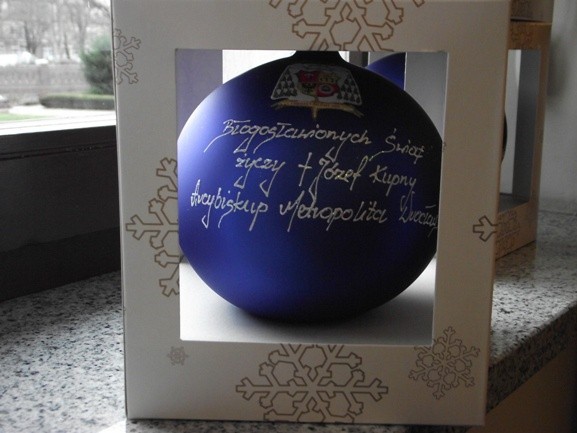 Błogosławionych Świąt
życzy + Józef Kupny
Arcybiskup Metropolita